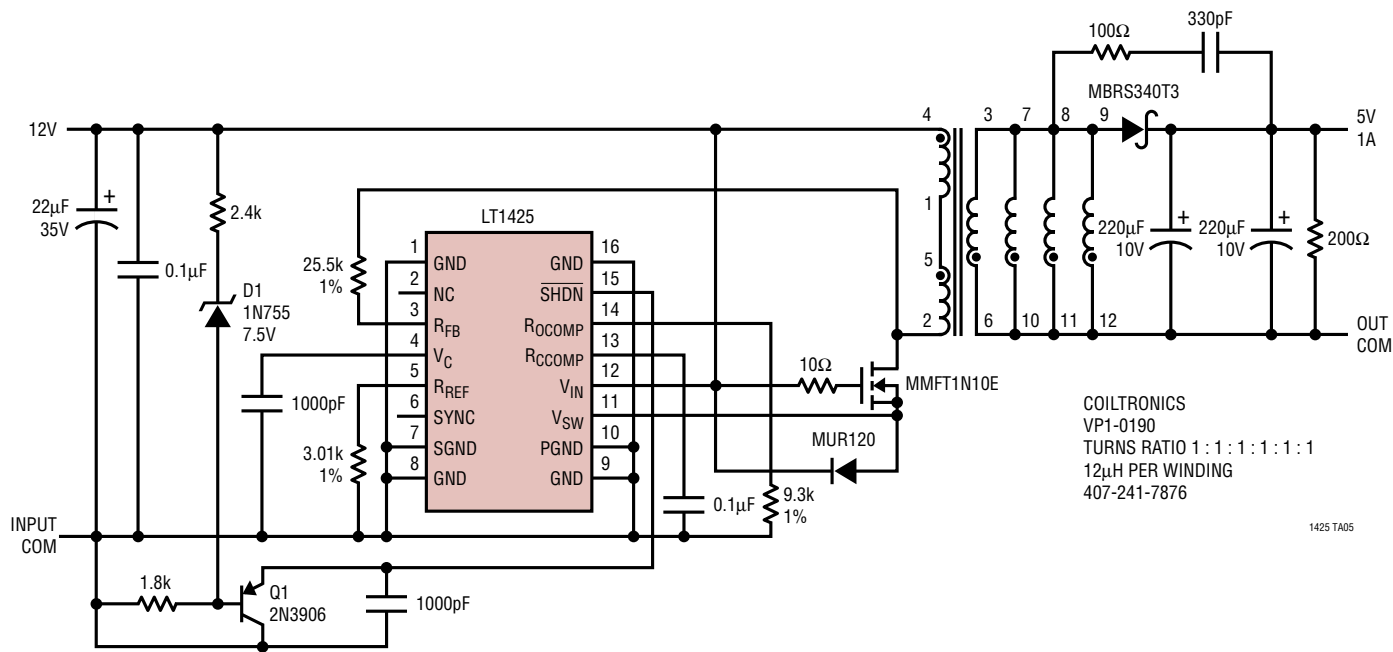 330pF
100Ω
MBRS340T3
12V
4
3
7
8
9
5V
1A
22µF
35V
+
2.4k
LT1425
1
220µF
10V
+
220µF
10V
+
200Ω
0.1µF
25.5k
1%
D1
1N755
7.5V
1
GND
2
NC
3
RFB
4
VC
5
RREF
6
SYNC
7
SGND
8
GND
16
GND
15
SHDN
14
ROCOMP
13
RCCOMP
12
VIN
11
VSW
10
PGND
9
GND
5
2
6
10
11
12
OUT
COM
10Ω
MMFT1N10E
1000pF
MUR120
3.01k
1%
0.1µF
9.3k
1%
COILTRONICS
VP1-0190
TURNS RATIO 1 : 1 : 1 : 1 : 1 : 1
12µH PER WINDING
407-241-7876
INPUT
COM
1425 TA05
1.8k
Q1
2N3906
1000pF